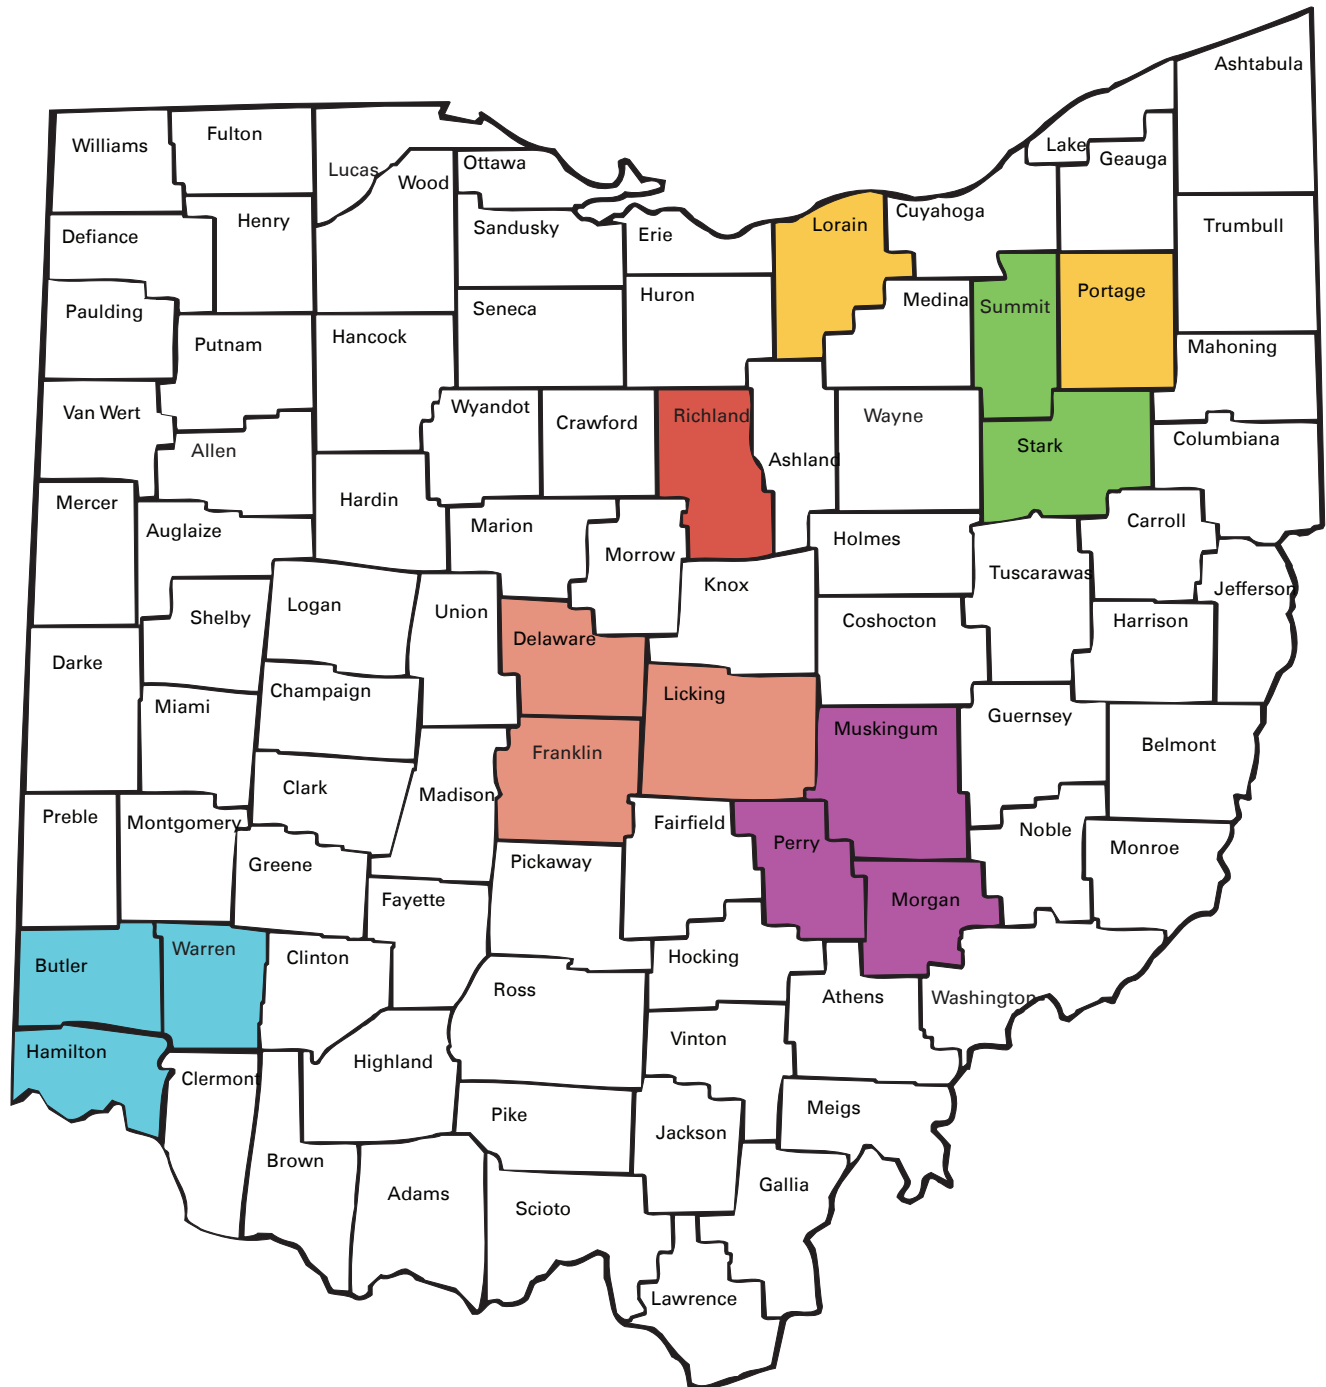 Ashtabula
Williams
Fulton
Lake
Geauga
Lucas
Wood
Ottawa
Cuyahoga
Henry
Lorain
Sandusky
Erie
Trumbull
Defiance
Portage
Huron
Medina
Summit
Paulding
Seneca
Putnam
Hancock
Mahoning
Van Wert
Wyandot
Crawford
Richland
Wayne
Allen
Ashland
Stark
Columbiana
Mercer
Hardin
Auglaize
Marion
Carroll
Holmes
Morrow
Knox
Tuscarawas
Jefferson
Shelby
Logan
Union
Delaware
Coshocton
Harrison
Darke
Champaign
Licking
Miami
Guernsey
Muskingum
Belmont
Franklin
Clark
Madison
Preble
Montgomery
Fairfield
Noble
Perry
Monroe
Greene
Pickaway
Fayette
Morgan
Warren
Clinton
Hocking
Butler
Ross
Athens
Washington
Hamilton
Vinton
Highland
Clermont
Pike
Meigs
Jackson
Brown
Adams
Gallia
Scioto
Lawrence